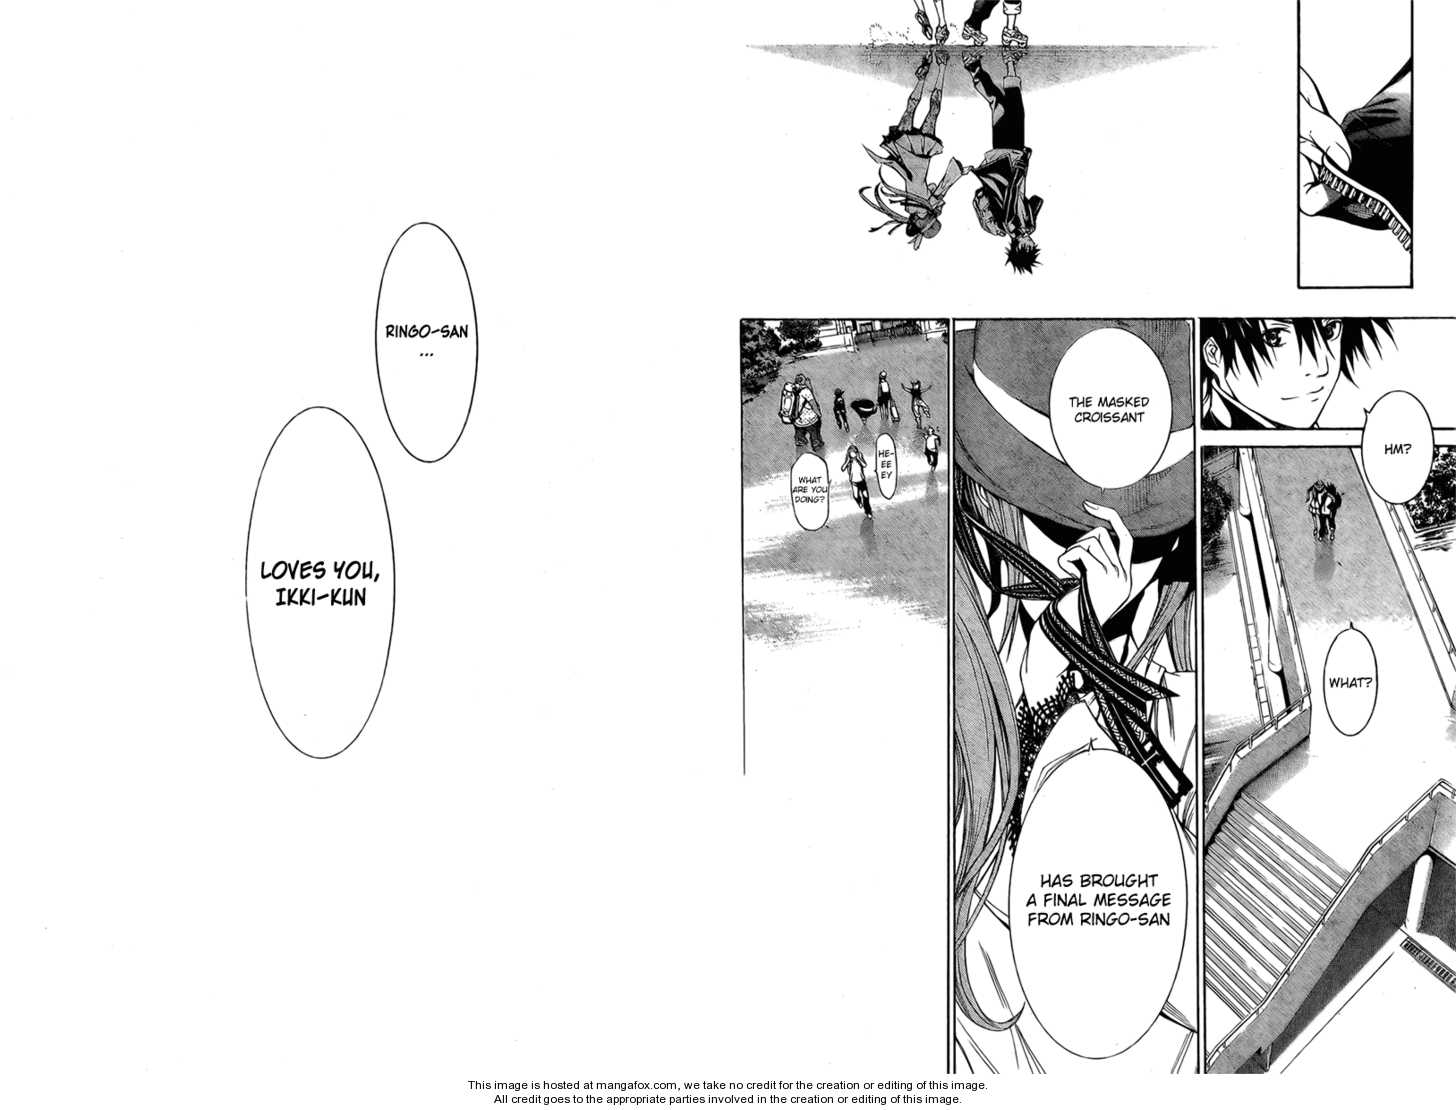 HM?
WHAT?
THE MASKED
CROISSANT
HAS BROUGHT
A FINAL MESSAGE
FROM RINGO-SAN
HE-
EE
EY
WHAT
ARE YOU
DOING?
RINGO-SAN
...
LOVES YOU,
IKKI-KUN
This image is hosted at mangafox.com, we take no credit for the creation or editing of this image.
All credit goes to the appropriate parties involved in the creation or editing of this image.